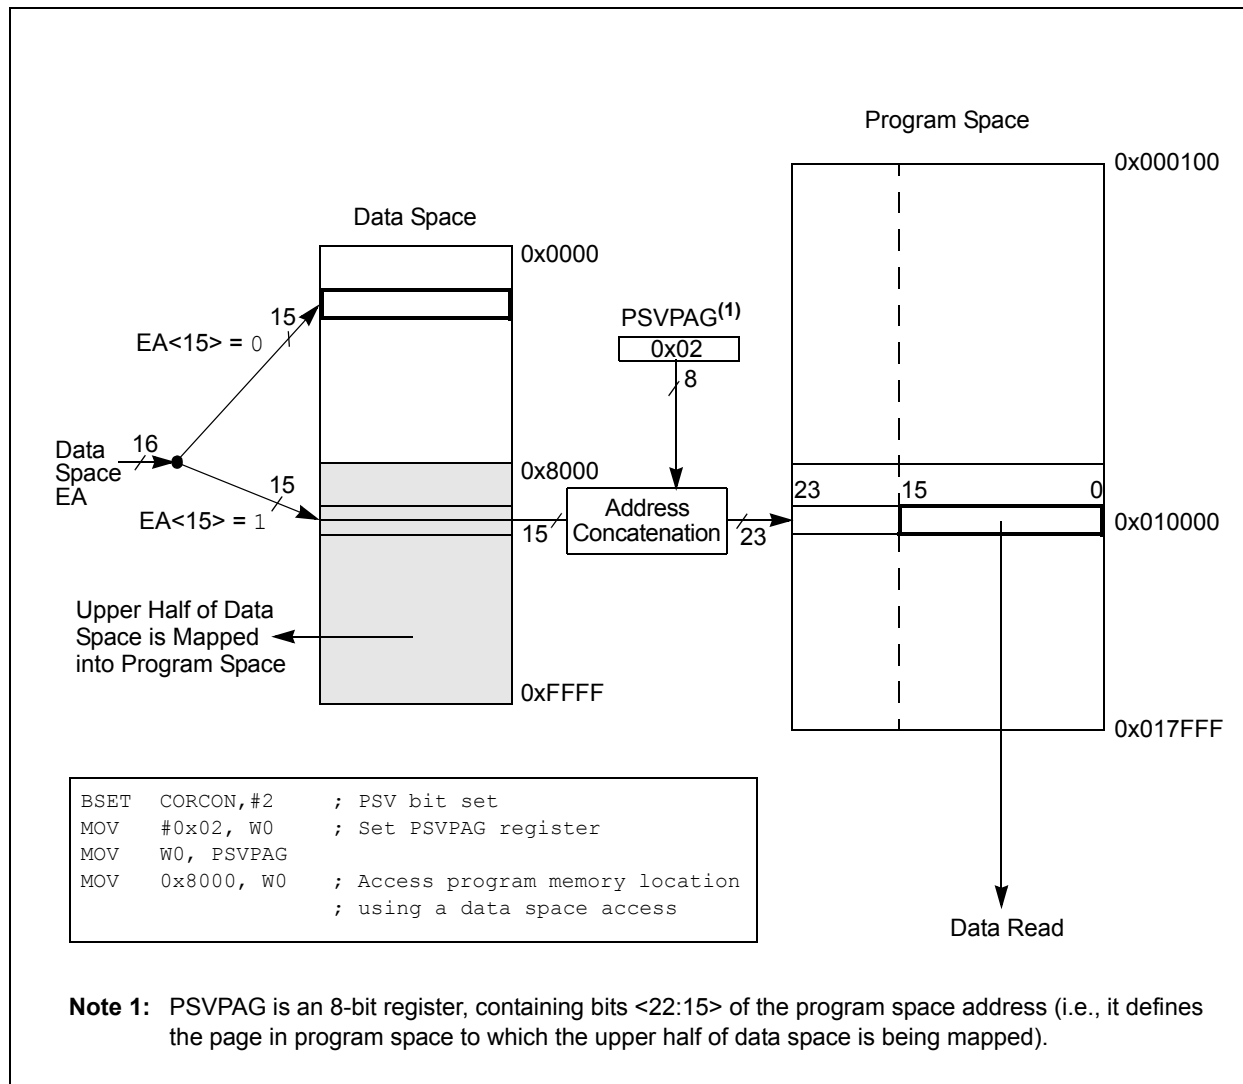 Program Space
0x000100
Data Space
0x0000
PSVPAG(1)
0x02
8
15
EA<15> = 0
16
Data
Space
EA
15
EA<15> = 1
0x8000
15
Address
Concatenation
23
23 15 0
0x010000
Upper Half of Data
Space is Mapped
into Program Space
0xFFFF
0x017FFF
BSET CORCON,#2 ; PSV bit set
MOV #0x02, W0 ; Set PSVPAG register
MOV W0, PSVPAG
MOV 0x8000, W0 ; Access program memory location
; using a data space access
Data Read
Note 1: PSVPAG is an 8-bit register, containing bits <22:15> of the program space address (i.e., it defines
the page in program space to which the upper half of data space is being mapped).